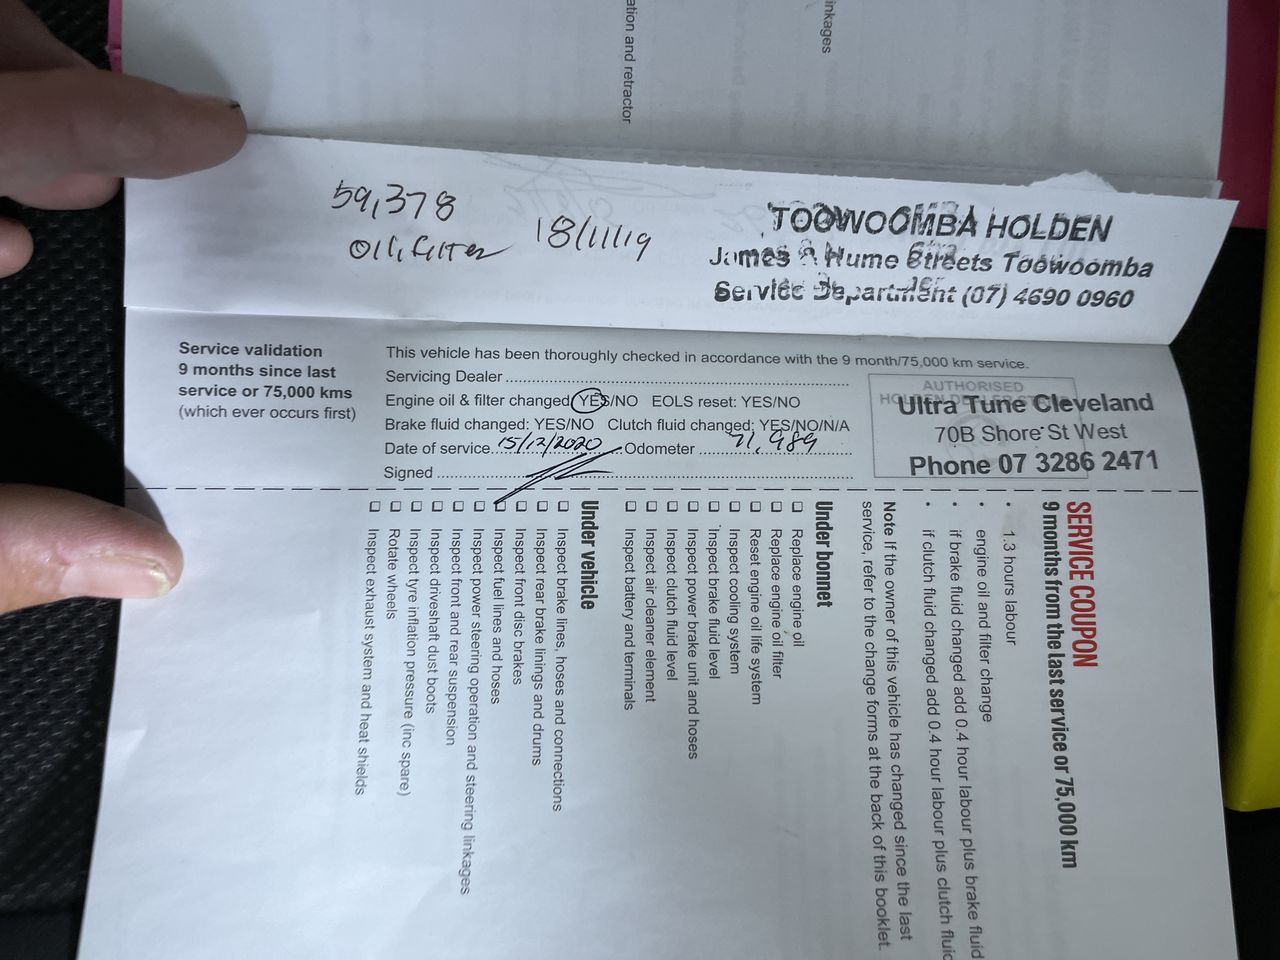 ation and retractor
inkages
59,378
Oil, filter
18/11/19
TOOWOOMBA HOLDEN
James & Hume Streets Toowoomba
Service Department (07) 4690 0960
Service validation
9 months since last
service or 75,000 kms
(which ever occurs first)
This vehicle has been thoroughly checked in accordance with the 9 month/75,000 km service.
Servicing Dealer
Engine oil & filter changed YES/NO EOLS reset: YES/NO
Brake fluid changed: YES/NO Clutch fluid changed: YES/NO/N/A
Date of service 15/12/2020 Odometer 71,989
Signed
AUTHORISED
Ultra Tune Cleveland
70B Shore St West
Phone 07 3286 2471
SERVICE COUPON
9 months from the last service or 75,000 km
• 1.3 hours labour
• engine oil and filter change
• if brake fluid changed add 0.4 hour labour plus brake fluid
• if clutch fluid changed add 0.4 hour labour plus clutch fluid
Note If the owner of this vehicle has changed since the last
service, refer to the change forms at the back of this booklet.
Under bonnet
Replace engine oil
Replace engine oil filter
Reset engine oil life system
Inspect cooling system
Inspect brake fluid level
Inspect power brake unit and hoses
Inspect clutch fluid level
Inspect air cleaner element
Inspect battery and terminals
Under vehicle
Inspect brake lines, hoses and connections
Inspect rear brake linings and drums
Inspect front disc brakes
Inspect fuel lines and hoses
Inspect power steering operation and steering linkages
Inspect front and rear suspension
Inspect driveshaft dust boots
Inspect tyre inflation pressure (inc spare)
Rotate wheels
Inspect exhaust system and heat shields